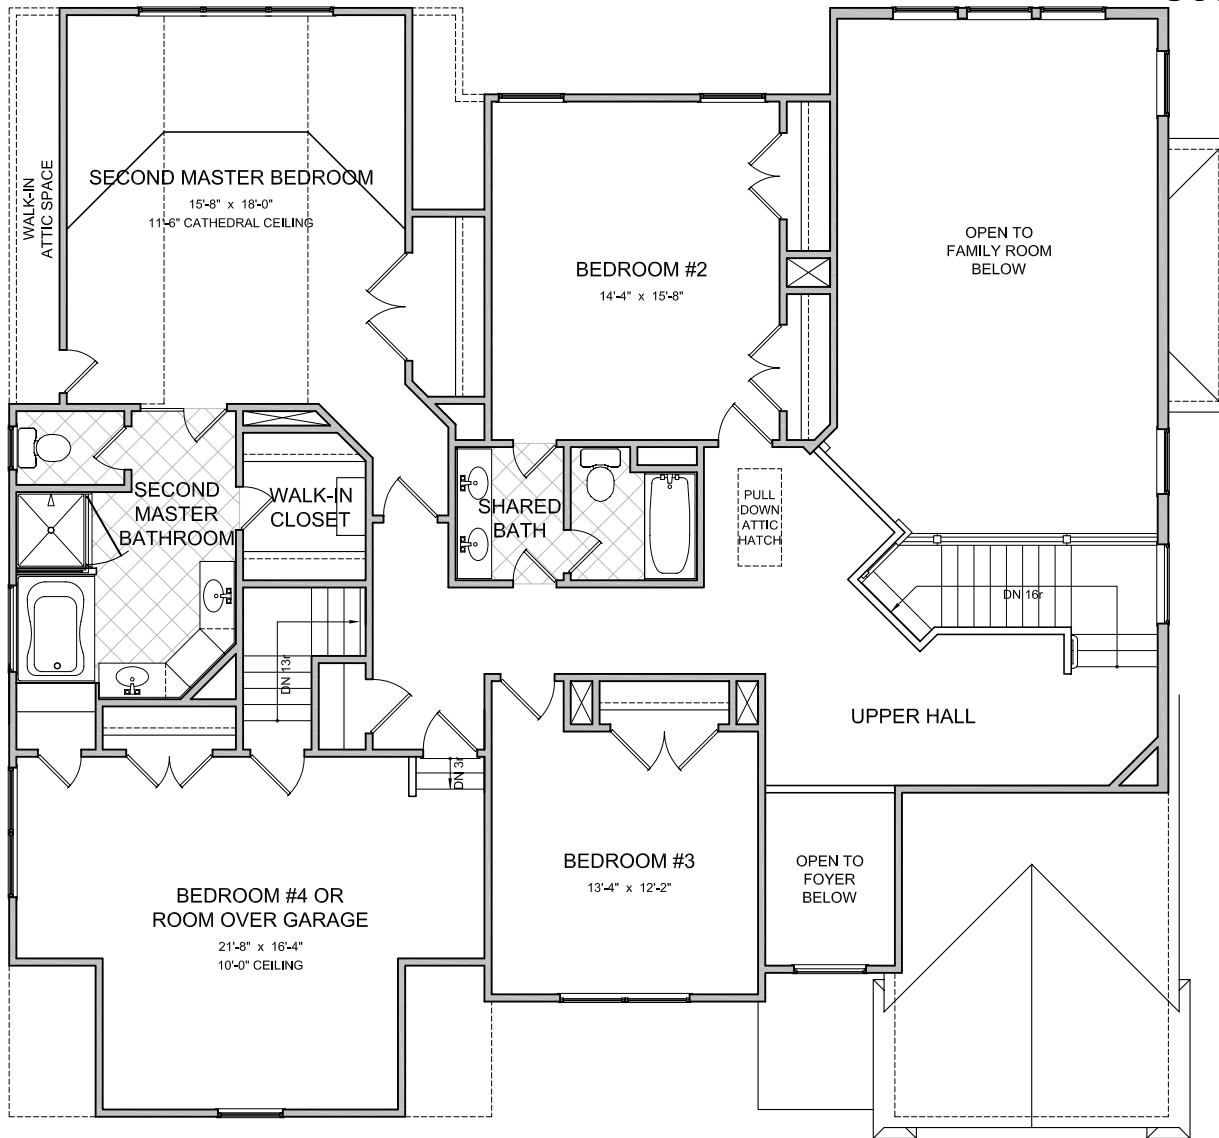 WALK-IN
ATTIC SPACE
SECOND MASTER BEDROOM
15'-8" x 18'-0"
11'-6" CATHEDRAL CEILING
BEDROOM #2
14'-4" x 15'-8"
OPEN TO
FAMILY ROOM
BELOW
SECOND
MASTER
BATHROOM
WALK-IN
CLOSET
SHARED
BATH
PULL
DOWN
ATTIC
HATCH
DN 16r
DN 13r
UPPER HALL
DN 3r
BEDROOM #4 OR
ROOM OVER GARAGE
21'-8" x 16'-4"
10'-0" CEILING
BEDROOM #3
13'-4" x 12'-2"
OPEN TO
FOYER
BELOW